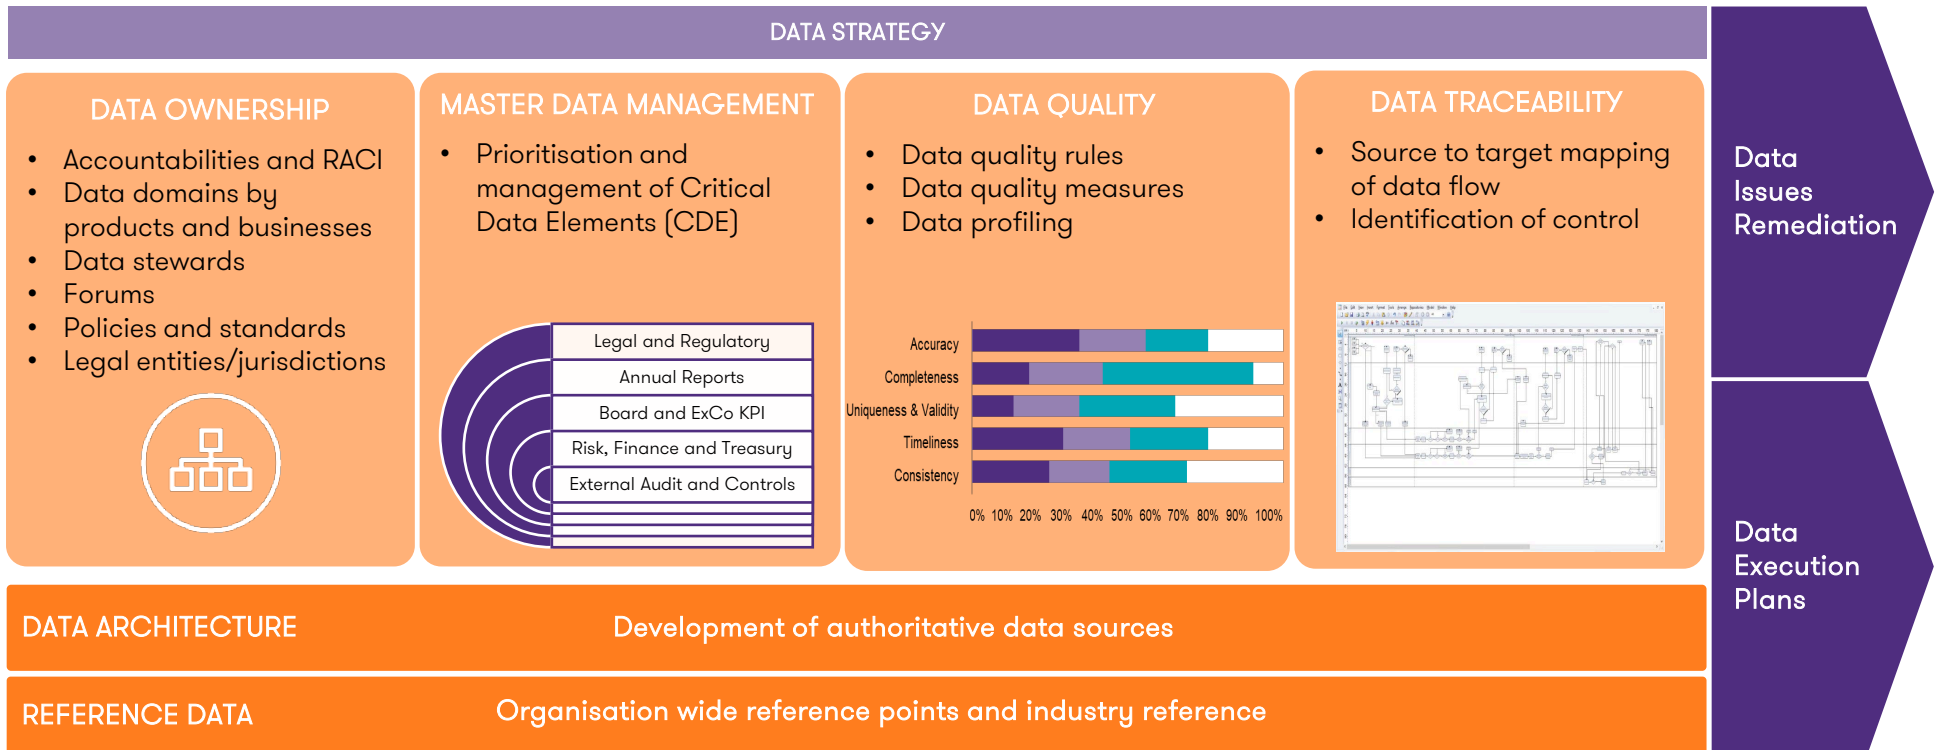 DATA STRATEGY
DATA OWNERSHIP
• Accountabilities and RACI
• Data domains by
products and businesses
• Data stewards
• Forums
• Policies and standards
• Legal entities/jurisdictions
MASTER DATA MANAGEMENT
• Prioritisation and
management of Critical
Data Elements (CDE)
Legal and Regulatory
Annual Reports
Board and ExCo KPI
Risk, Finance and Treasury
External Audit and Controls
DATA QUALITY
• Data quality rules
• Data quality measures
• Data profiling
Accuracy
Completeness
Uniqueness & Validity
Timeliness
Consistency
0% 10% 20% 30% 40% 50% 60% 70% 80% 90% 100%
DATA TRACEABILITY
• Source to target mapping
of data flow
• Identification of control
Data
Issues
Remediation
Data
Execution
Plans
DATA ARCHITECTURE
Development of authoritative data sources
REFERENCE DATA
Organisation wide reference points and industry reference